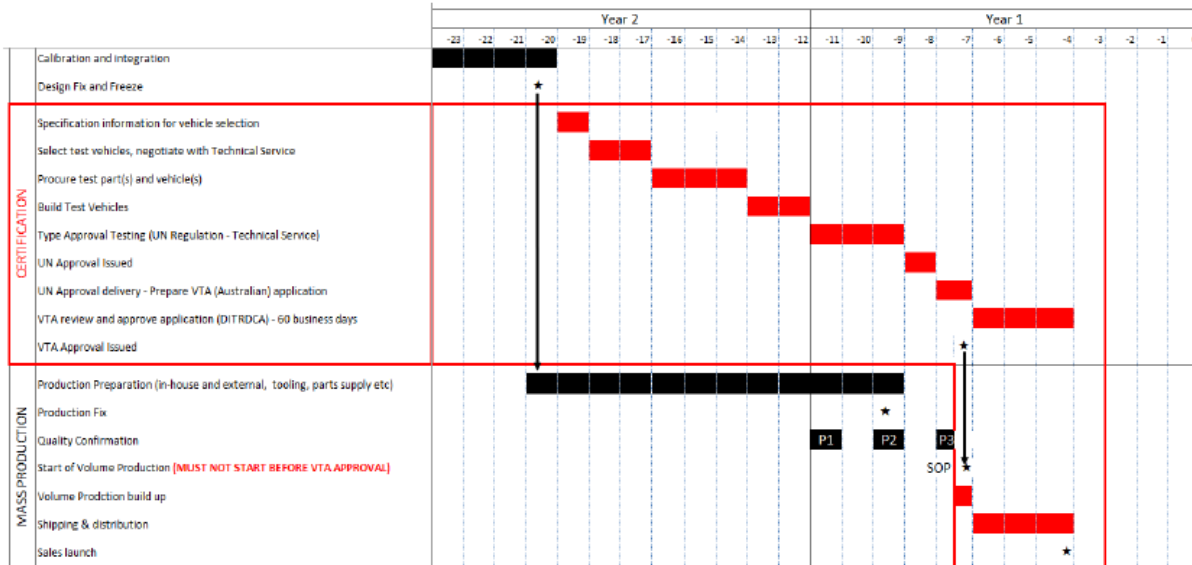 Year 2 Year 1
-23 -22 -21 -20 -19 -18 -17 -16 -15 -14 -13 -12 -11 -10 -9 -8 -7 -6 -5 -4 -3 -2 -1 0
Calibration and integration
Design Fix and Freeze
CERTIFICATION
Specification information for vehicle selection
Select test vehicles, negotiate with Technical Service
Procure test part(s) and vehicle(s)
Build Test Vehicles
Type Approval Testing (UN Regulation - Technical Service)
UN Approval Issued
UN Approval delivery - Prepare VTA (Australian) application
VTA review and approve application (DITRDCA) - 60 business days
VTA Approval Issued
MASS PRODUCTION
Production Preparation (in-house and external, tooling, parts supply etc)
Production Fix
Quality Confirmation P1 P2 P3
Start of Volume Production (MUST NOT START BEFORE VTA APPROVAL) SOP
Volume Prodction build up
Shipping & distribution
Sales launch